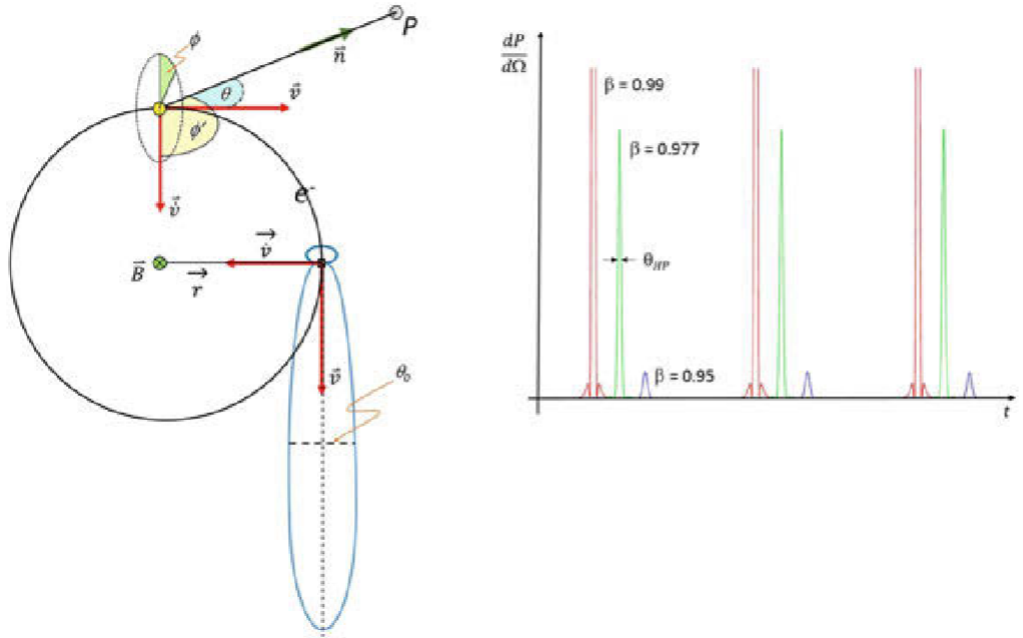 ϕ
P
n⃗
θ
v⃗
ϕ'
e⁻
v̇⃗
v̇⃗
B⃗
r⃗
v⃗
θ₀
dP
dΩ
β = 0.99
β = 0.977
θ_HP
β = 0.95
t